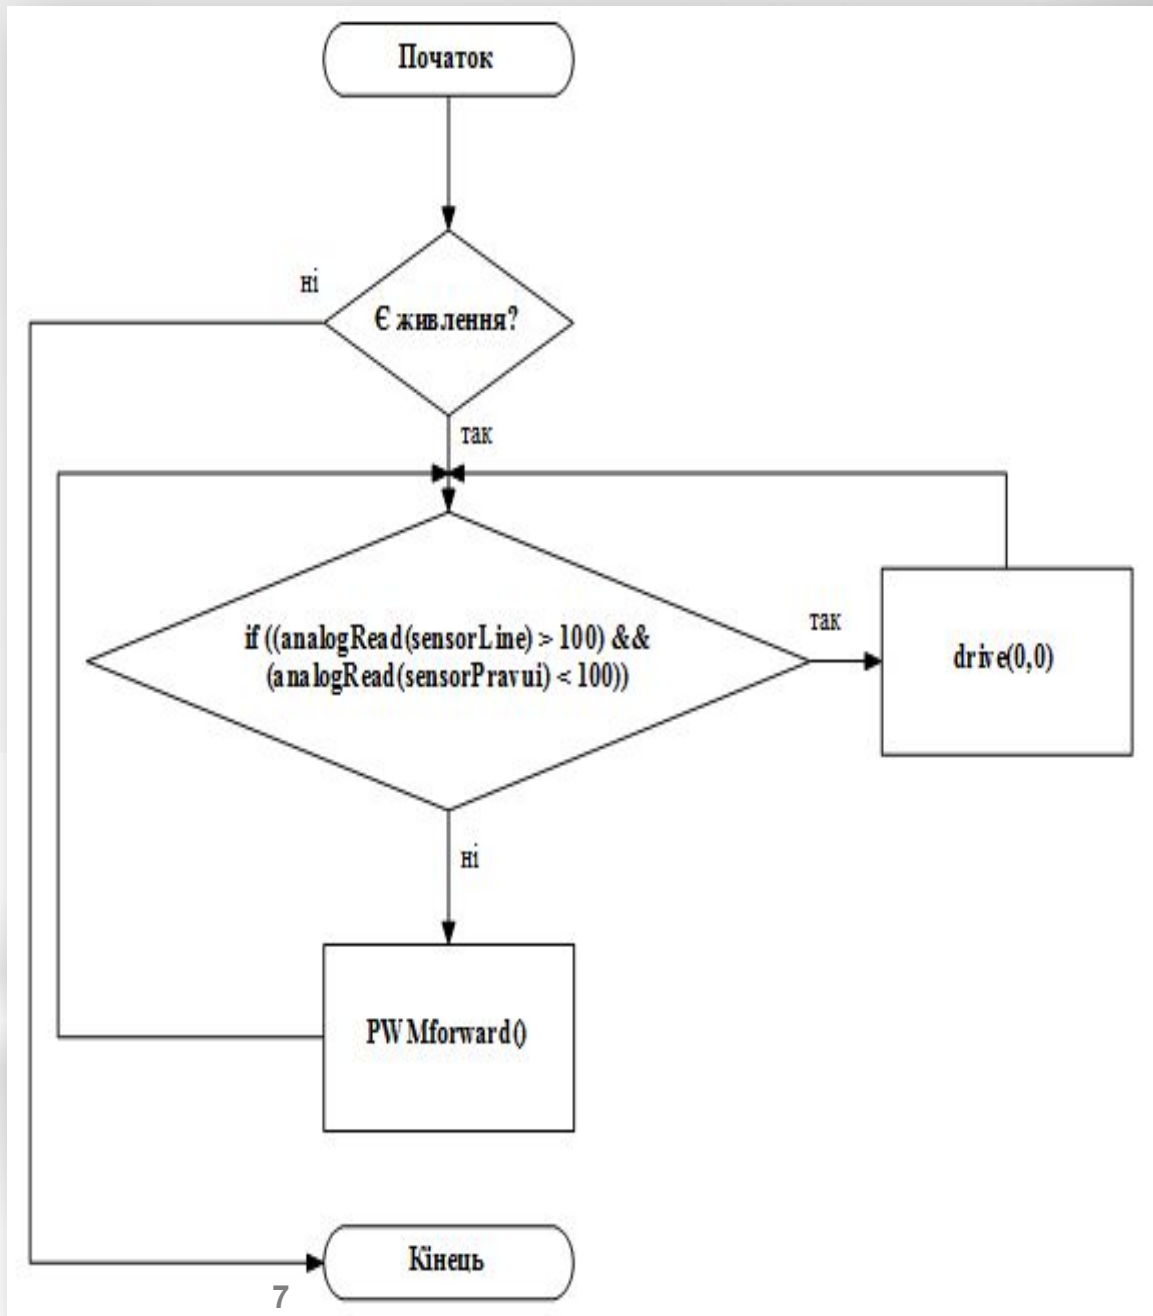 Початок
ні
Є живлення?
так
if ((analogRead(sensorLine) > 100) &&
(analogRead(sensorPravui) < 100))
так
drive(0,0)
ні
PWMforward()
Кінець
7